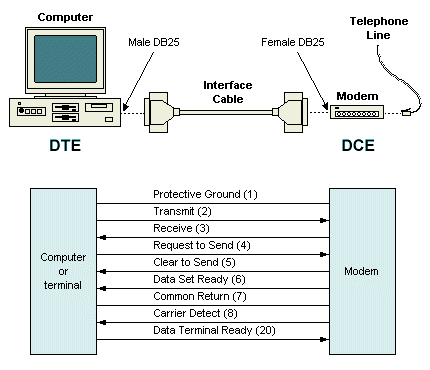 Computer
Telephone
Line
Male DB25
Female DB25
Interface
Cable
Modem
DTE
DCE
Protective Ground (1)
Transmit (2)
Receive (3)
Request to Send (4)
Clear to Send (5)
Data Set Ready (6)
Common Return (7)
Carrier Detect (8)
Data Terminal Ready (20)
Computer
or
terminal
Modem